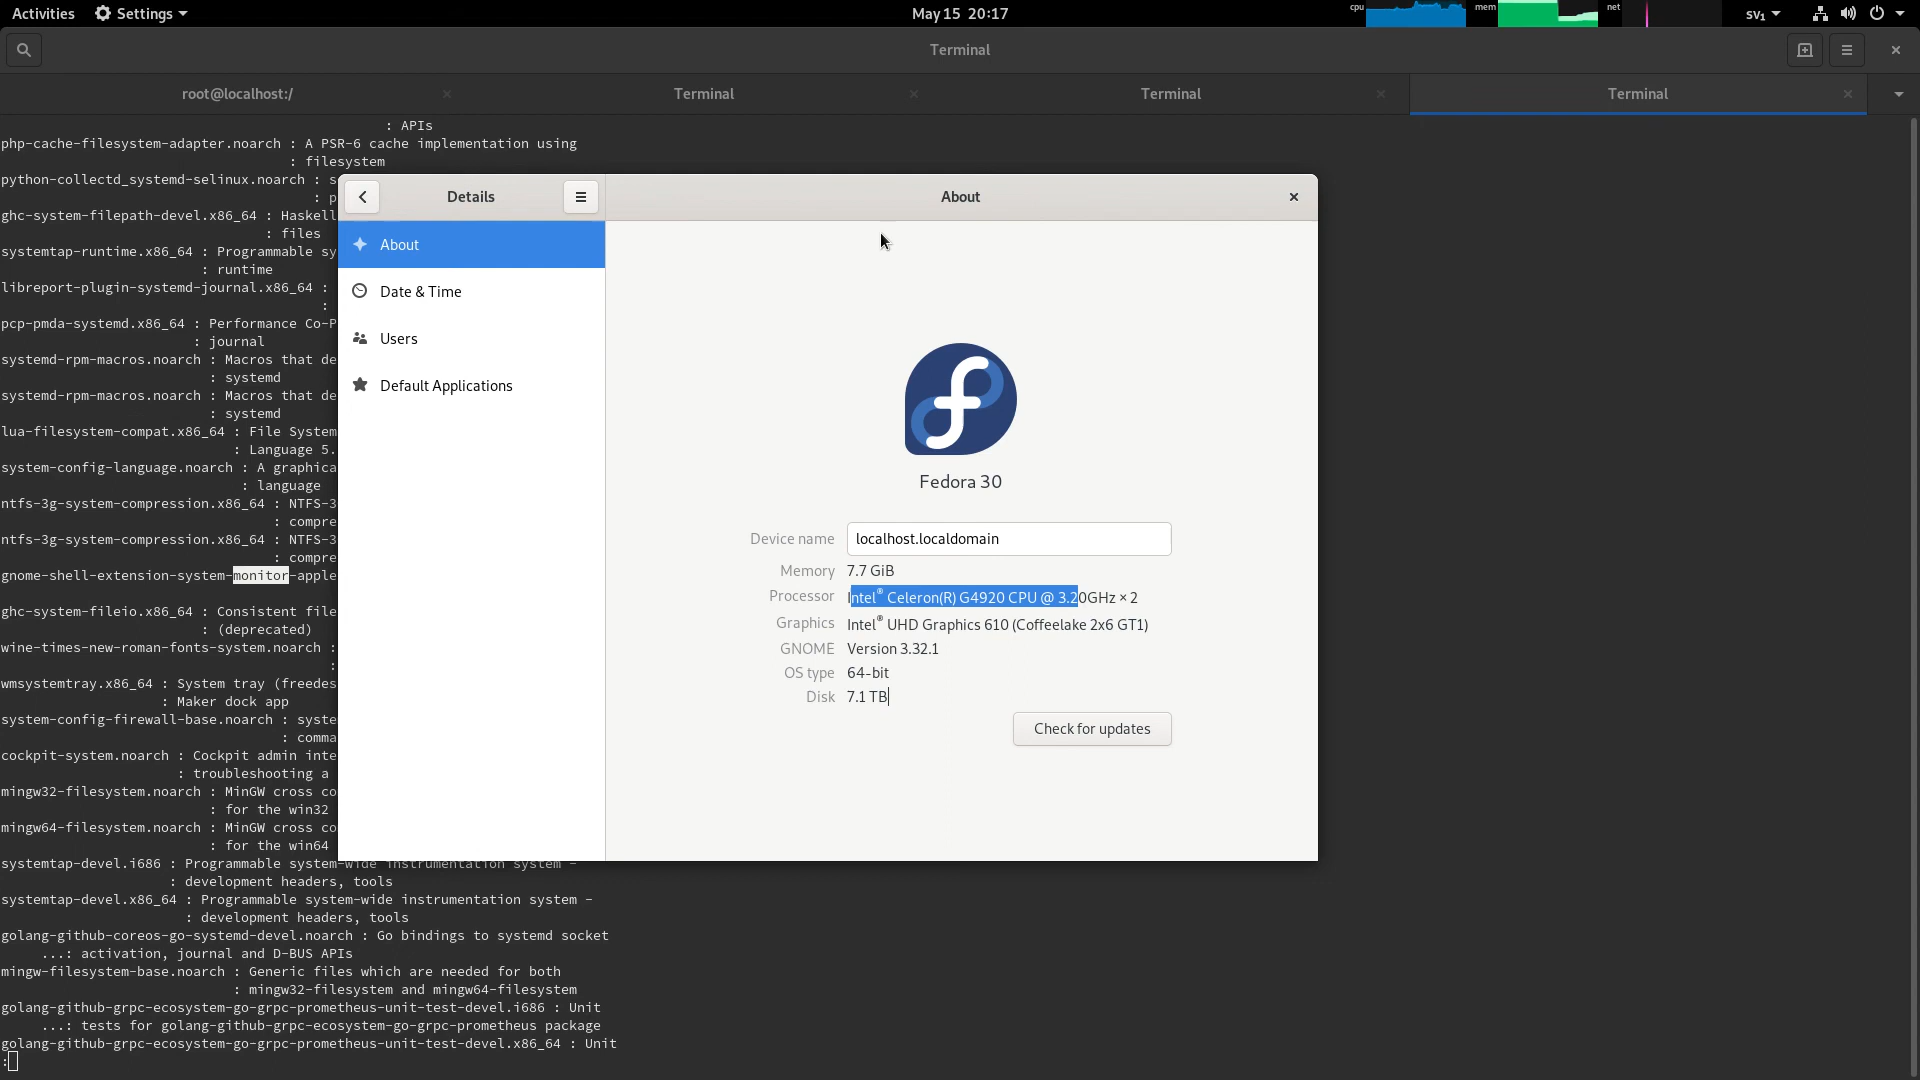 Activities
Settings
May 15 20:17
cpu
mem
net
sv₁
Terminal
root@localhost:/
Terminal
Terminal
Terminal
: APIs
php-cache-filesystem-adapter.noarch : A PSR-6 cache implementation using
: filesystem
python-collectd_systemd-selinux.noarch : s
: p
ghc-system-filepath-devel.x86_64 : Haskell
: files
systemtap-runtime.x86_64 : Programmable sy
: runtime
libreport-plugin-systemd-journal.x86_64 :
:
pcp-pmda-systemd.x86_64 : Performance Co-P
: journal
systemd-rpm-macros.noarch : Macros that de
: systemd
systemd-rpm-macros.noarch : Macros that de
: systemd
lua-filesystem-compat.x86_64 : File System
: Language 5.
system-config-language.noarch : A graphica
: language
ntfs-3g-system-compression.x86_64 : NTFS-3
: compre
ntfs-3g-system-compression.x86_64 : NTFS-3
: compre
gnome-shell-extension-system-monitor-apple
ghc-system-fileio.x86_64 : Consistent file
: (deprecated)
wine-times-new-roman-fonts-system.noarch :
:
wmsystemtray.x86_64 : System tray (freedes
: Maker dock app
system-config-firewall-base.noarch : syste
: comma
cockpit-system.noarch : Cockpit admin inte
: troubleshooting a
mingw32-filesystem.noarch : MinGW cross co
: for the win32
mingw64-filesystem.noarch : MinGW cross co
: for the win64
systemtap-devel.i686 : Programmable system-wide instrumentation system -
: development headers, tools
systemtap-devel.x86_64 : Programmable system-wide instrumentation system -
: development headers, tools
golang-github-coreos-go-systemd-devel.noarch : Go bindings to systemd socket
...: activation, journal and D-BUS APIs
mingw-filesystem-base.noarch : Generic files which are needed for both
: mingw32-filesystem and mingw64-filesystem
golang-github-grpc-ecosystem-go-grpc-prometheus-unit-test-devel.i686 : Unit
...: tests for golang-github-grpc-ecosystem-go-grpc-prometheus package
golang-github-grpc-ecosystem-go-grpc-prometheus-unit-test-devel.x86_64 : Unit
:
Details
About
About
Date & Time
Users
Default Applications
Fedora 30
Device name localhost.localdomain
Memory 7.7 GiB
Processor Intel® Celeron(R) G4920 CPU @ 3.20GHz × 2
Graphics Intel® UHD Graphics 610 (Coffeelake 2x6 GT1)
GNOME Version 3.32.1
OS type 64-bit
Disk 7.1 TB
Check for updates